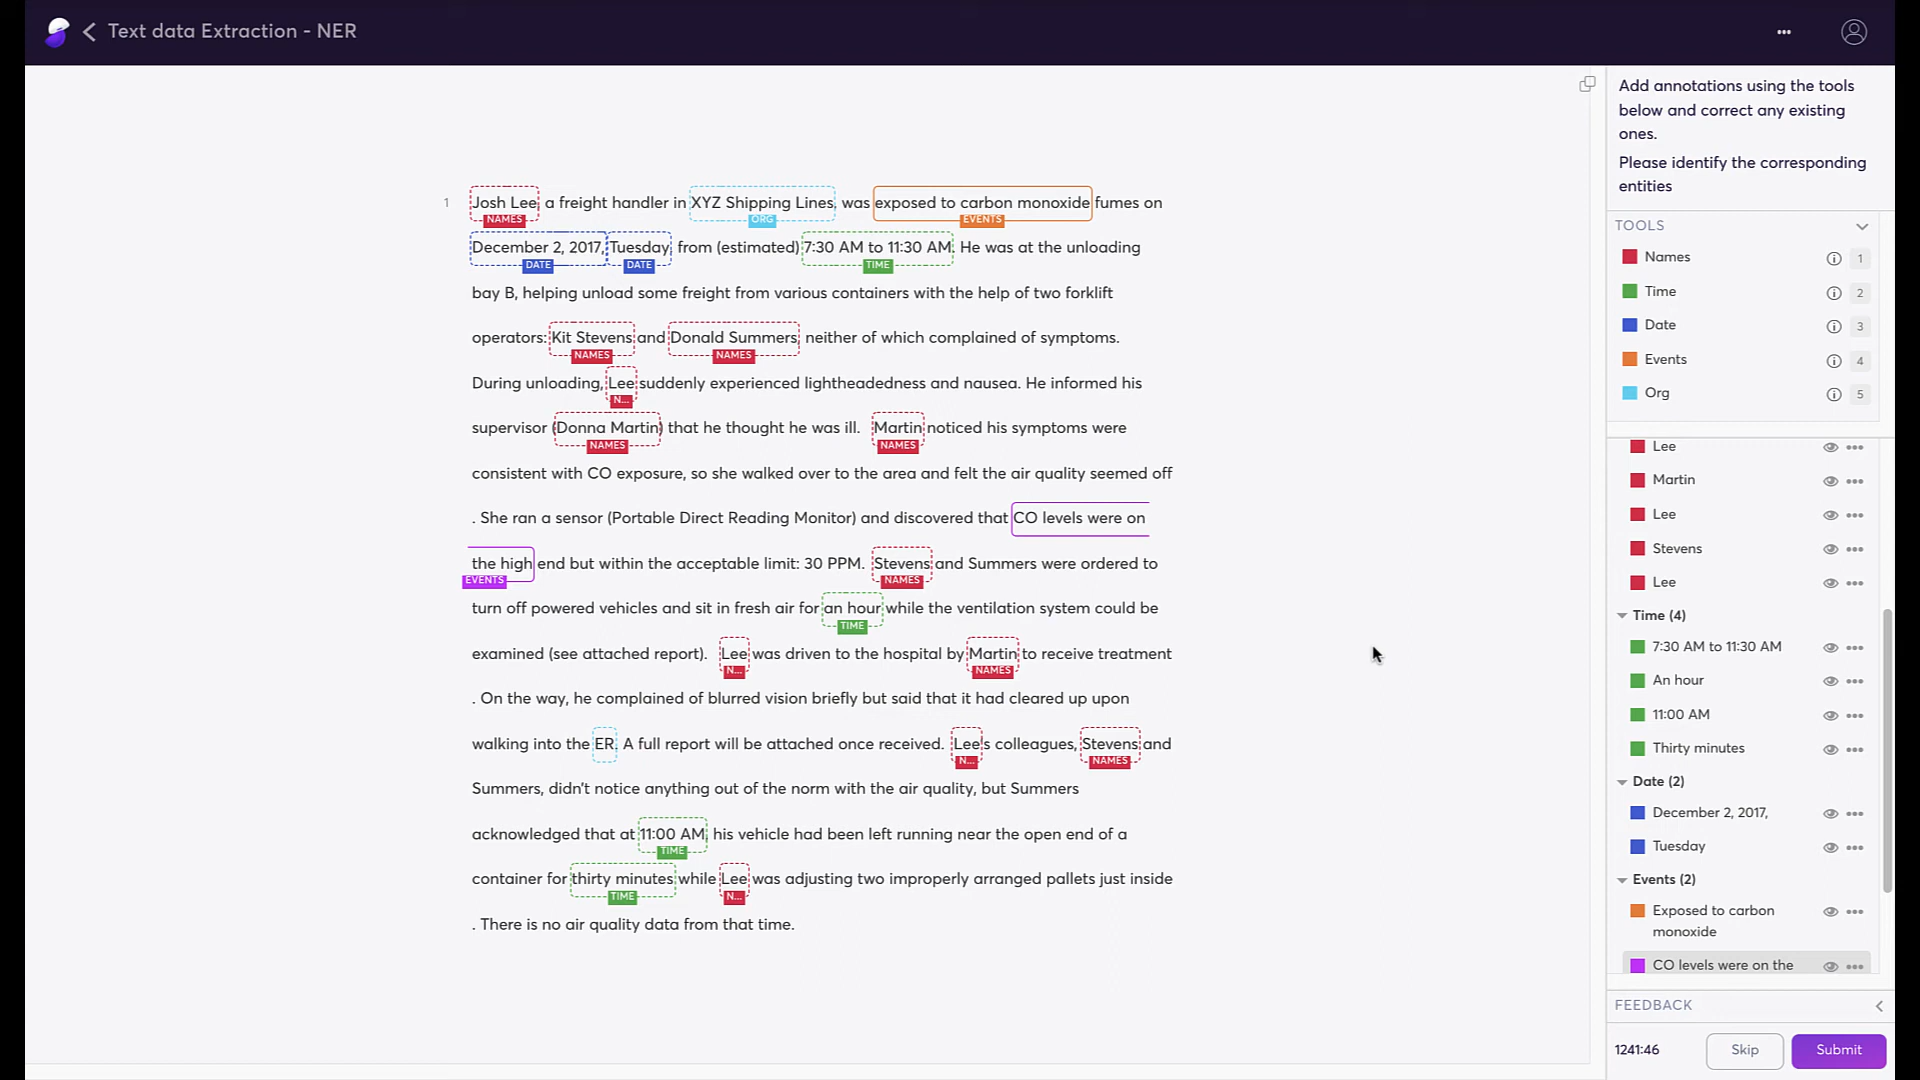 Text data Extraction - NER
•••
Add annotations using the tools
below and correct any existing
ones.
Please identify the corresponding
entities
TOOLS
Names 1
Time 2
Date 3
Events 4
Org 5
1 Josh Lee, a freight handler in XYZ Shipping Lines, was exposed to carbon monoxide fumes on
NAMES ORG EVENTS
December 2, 2017, Tuesday, from (estimated) 7:30 AM to 11:30 AM. He was at the unloading
DATE DATE TIME
bay B, helping unload some freight from various containers with the help of two forklift
operators: Kit Stevens and Donald Summers, neither of which complained of symptoms.
NAMES NAMES
During unloading, Lee suddenly experienced lightheadedness and nausea. He informed his
N...
supervisor (Donna Martin) that he thought he was ill. Martin noticed his symptoms were
NAMES NAMES
consistent with CO exposure, so she walked over to the area and felt the air quality seemed off
. She ran a sensor (Portable Direct Reading Monitor) and discovered that CO levels were on
the high end but within the acceptable limit: 30 PPM. Stevens and Summers were ordered to
EVENTS NAMES
turn off powered vehicles and sit in fresh air for an hour while the ventilation system could be
TIME
examined (see attached report). Lee was driven to the hospital by Martin to receive treatment
N... NAMES
. On the way, he complained of blurred vision briefly but said that it had cleared up upon
walking into the ER. A full report will be attached once received. Lee's colleagues, Stevens and
N... NAMES
Summers, didn't notice anything out of the norm with the air quality, but Summers
acknowledged that at 11:00 AM, his vehicle had been left running near the open end of a
TIME
container for thirty minutes while Lee was adjusting two improperly arranged pallets just inside
TIME N...
. There is no air quality data from that time.
Lee
Martin
Lee
Stevens
Lee
Time (4)
7:30 AM to 11:30 AM
An hour
11:00 AM
Thirty minutes
Date (2)
December 2, 2017,
Tuesday
Events (2)
Exposed to carbon
monoxide
CO levels were on the
FEEDBACK
1241:46 Skip Submit